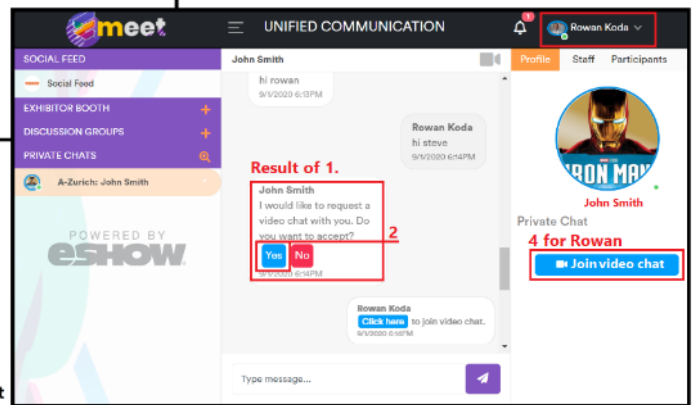 emeet
UNIFIED COMMUNICATION
1
Rowan Koda
SOCIAL FEED
Social Feed
EXHIBITOR BOOTH +
DISCUSSION GROUPS +
PRIVATE CHATS
A-Zurich: John Smith
POWERED BY
eSHOW
John Smith
hi rowan
9/1/2020 6:13PM
Rowan Koda
hi steve
9/1/2020 6:14PM
Result of 1.
John Smith
I would like to request a
video chat with you. Do
you want to accept?
2
Yes No
9/1/2020 6:14PM
Rowan Koda
Click here to join video chat.
Type message...
Profile Staff Participants
IRON MAN
John Smith
Private Chat
4 for Rowan
Join video chat
t